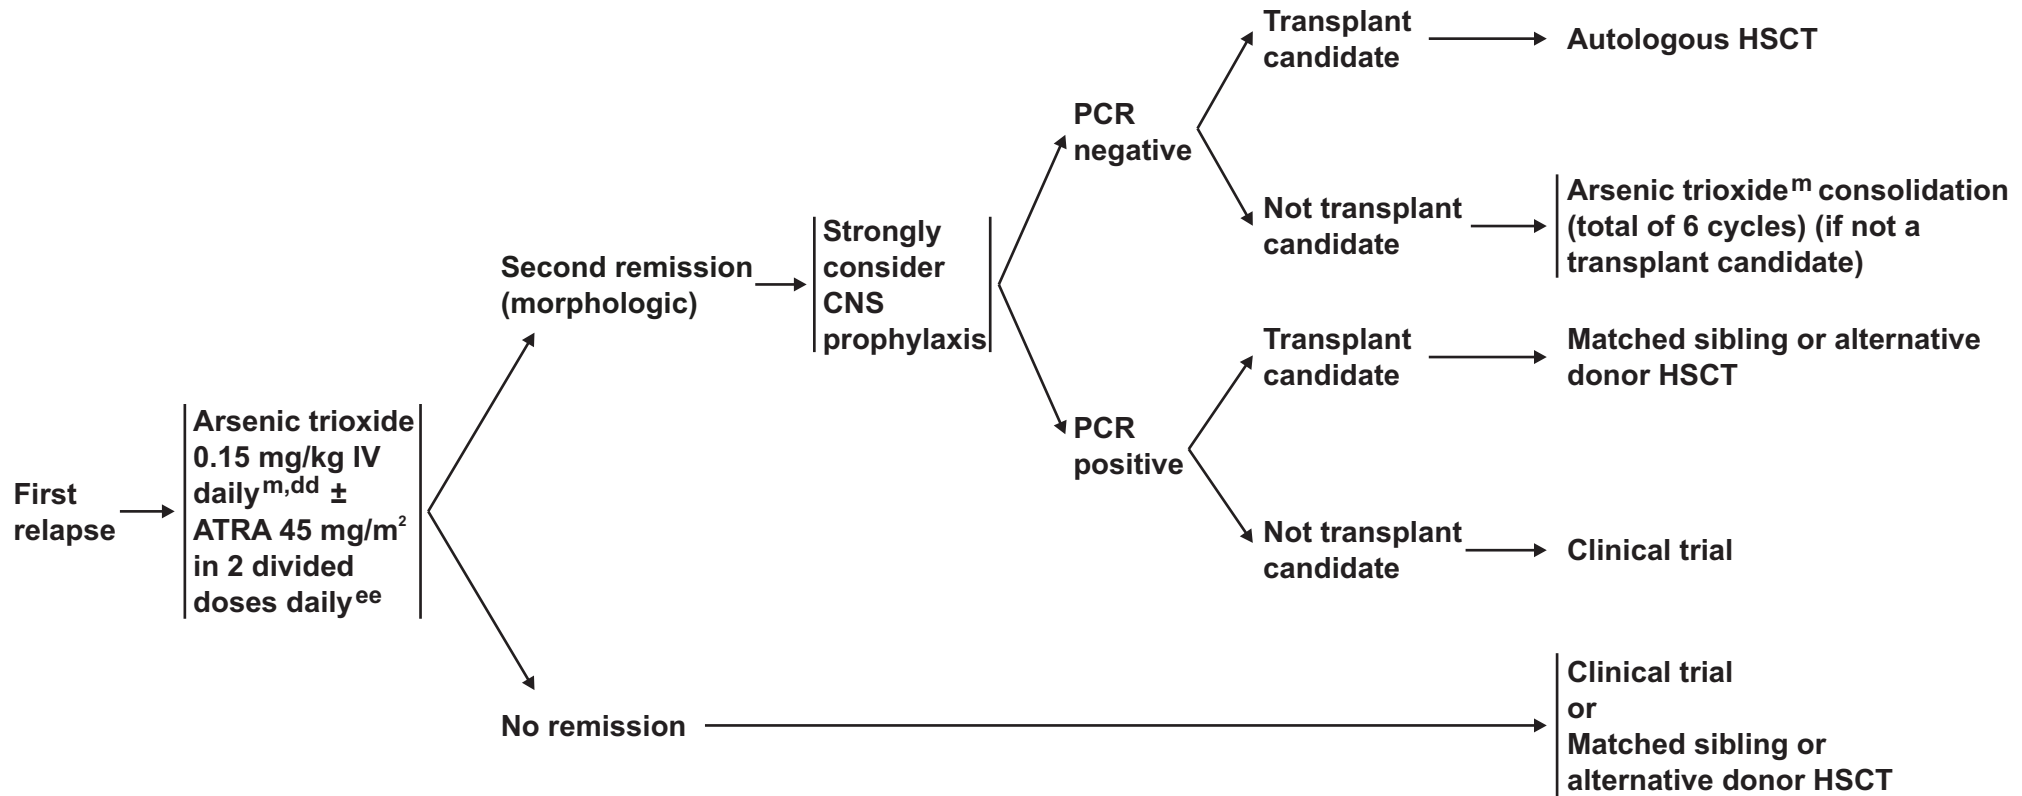 First
relapse
Arsenic trioxide
0.15 mg/kg IV
daily m,dd ±
ATRA 45 mg/m²
in 2 divided
doses daily ee
Second remission
(morphologic)
No remission
Strongly
consider
CNS
prophylaxis
PCR
negative
PCR
positive
Transplant
candidate
Autologous HSCT
Not transplant
candidate
Arsenic trioxide m consolidation
(total of 6 cycles) (if not a
transplant candidate)
Transplant
candidate
Matched sibling or alternative
donor HSCT
Not transplant
candidate
Clinical trial
Clinical trial
or
Matched sibling or
alternative donor HSCT